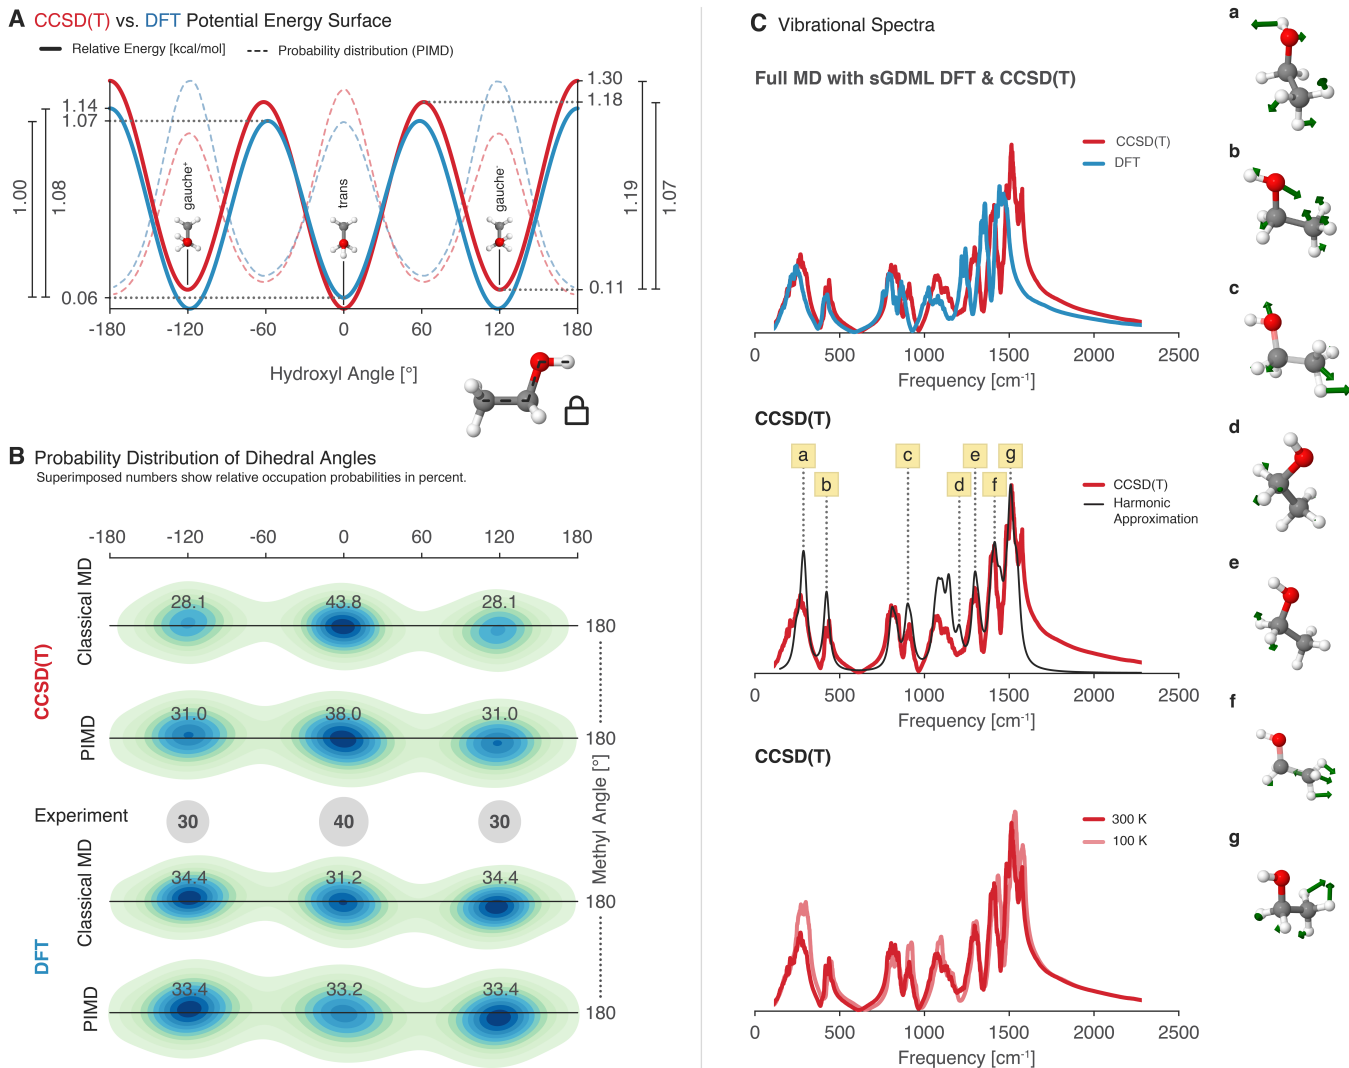 A CCSD(T) vs. DFT Potential Energy Surface
Relative Energy [kcal/mol]
Probability distribution (PIMD)
1.14
1.07
0.06
1.00
1.08
1.30
1.18
0.11
1.19
1.07
gauche+
trans
gauche-
-180 -120 -60 0 60 120 180
Hydroxyl Angle [°]
B Probability Distribution of Dihedral Angles
Superimposed numbers show relative occupation probabilities in percent.
-180 -120 -60 0 60 120 180
CCSD(T)
Classical MD
28.1 43.8 28.1
180
PIMD
31.0 38.0 31.0
180
Methyl Angle [°]
Experiment
30 40 30
DFT
Classical MD
34.4 31.2 34.4
180
PIMD
33.4 33.2 33.4
180
C Vibrational Spectra
Full MD with sGDML DFT & CCSD(T)
CCSD(T)
DFT
0 500 1000 1500 2000 2500
Frequency [cm-1]
CCSD(T)
a b c d e f g
CCSD(T)
Harmonic
Approximation
0 500 1000 1500 2000 2500
Frequency [cm-1]
CCSD(T)
300 K
100 K
0 500 1000 1500 2000 2500
Frequency [cm-1]
a
b
c
d
e
f
g